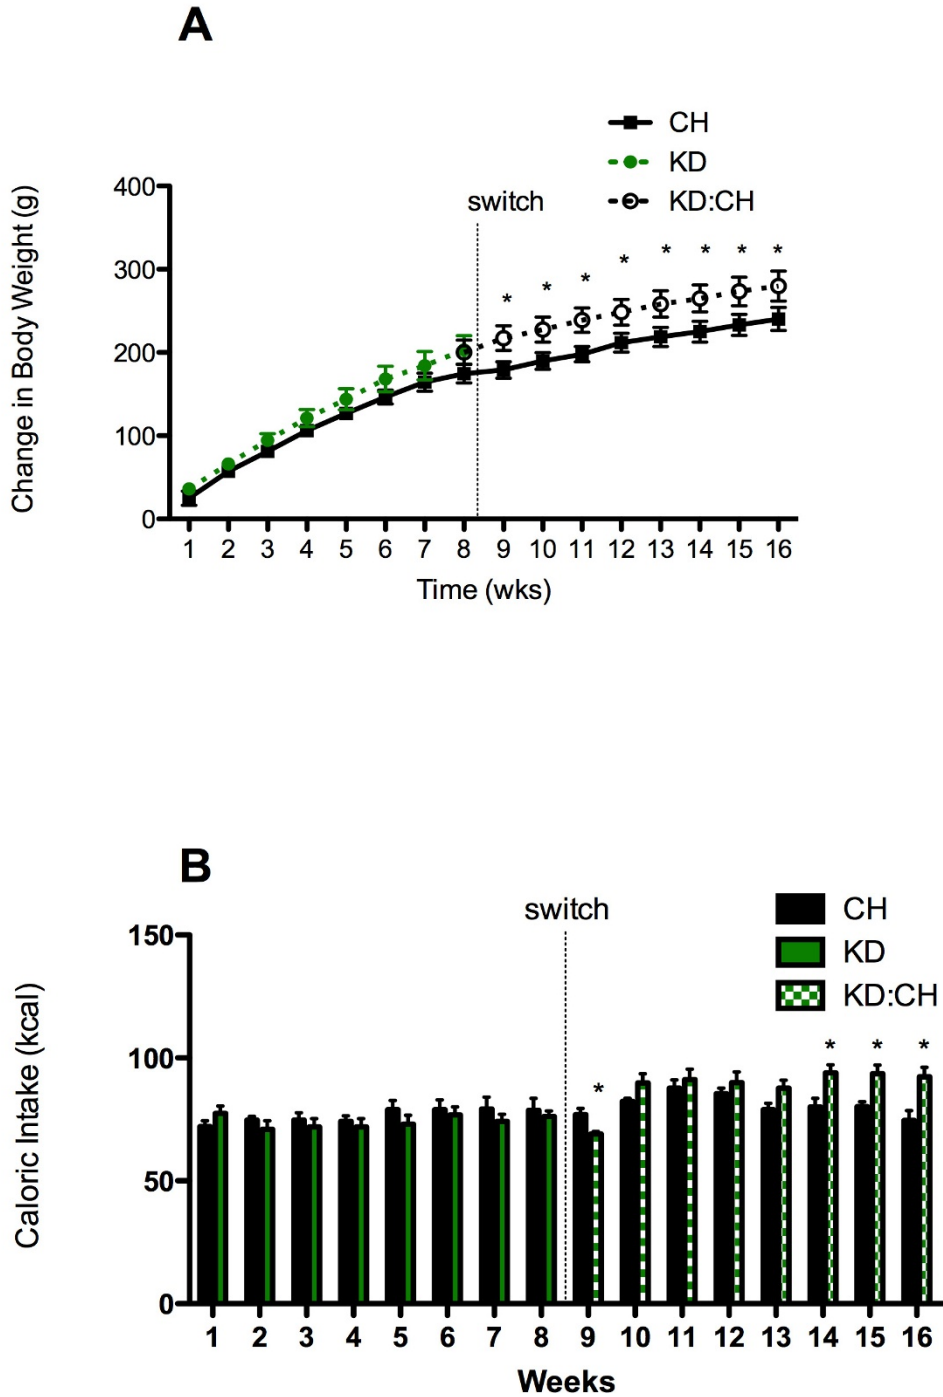 A
CH
KD
KD:CH
switch
Change in Body Weight (g)
400
300
200
100
0
* * * * * * * *
1 2 3 4 5 6 7 8 9 10 11 12 13 14 15 16
Time (wks)
B
CH
KD
KD:CH
switch
Caloric Intake (kcal)
150
100
50
0
* * * *
1 2 3 4 5 6 7 8 9 10 11 12 13 14 15 16
Weeks